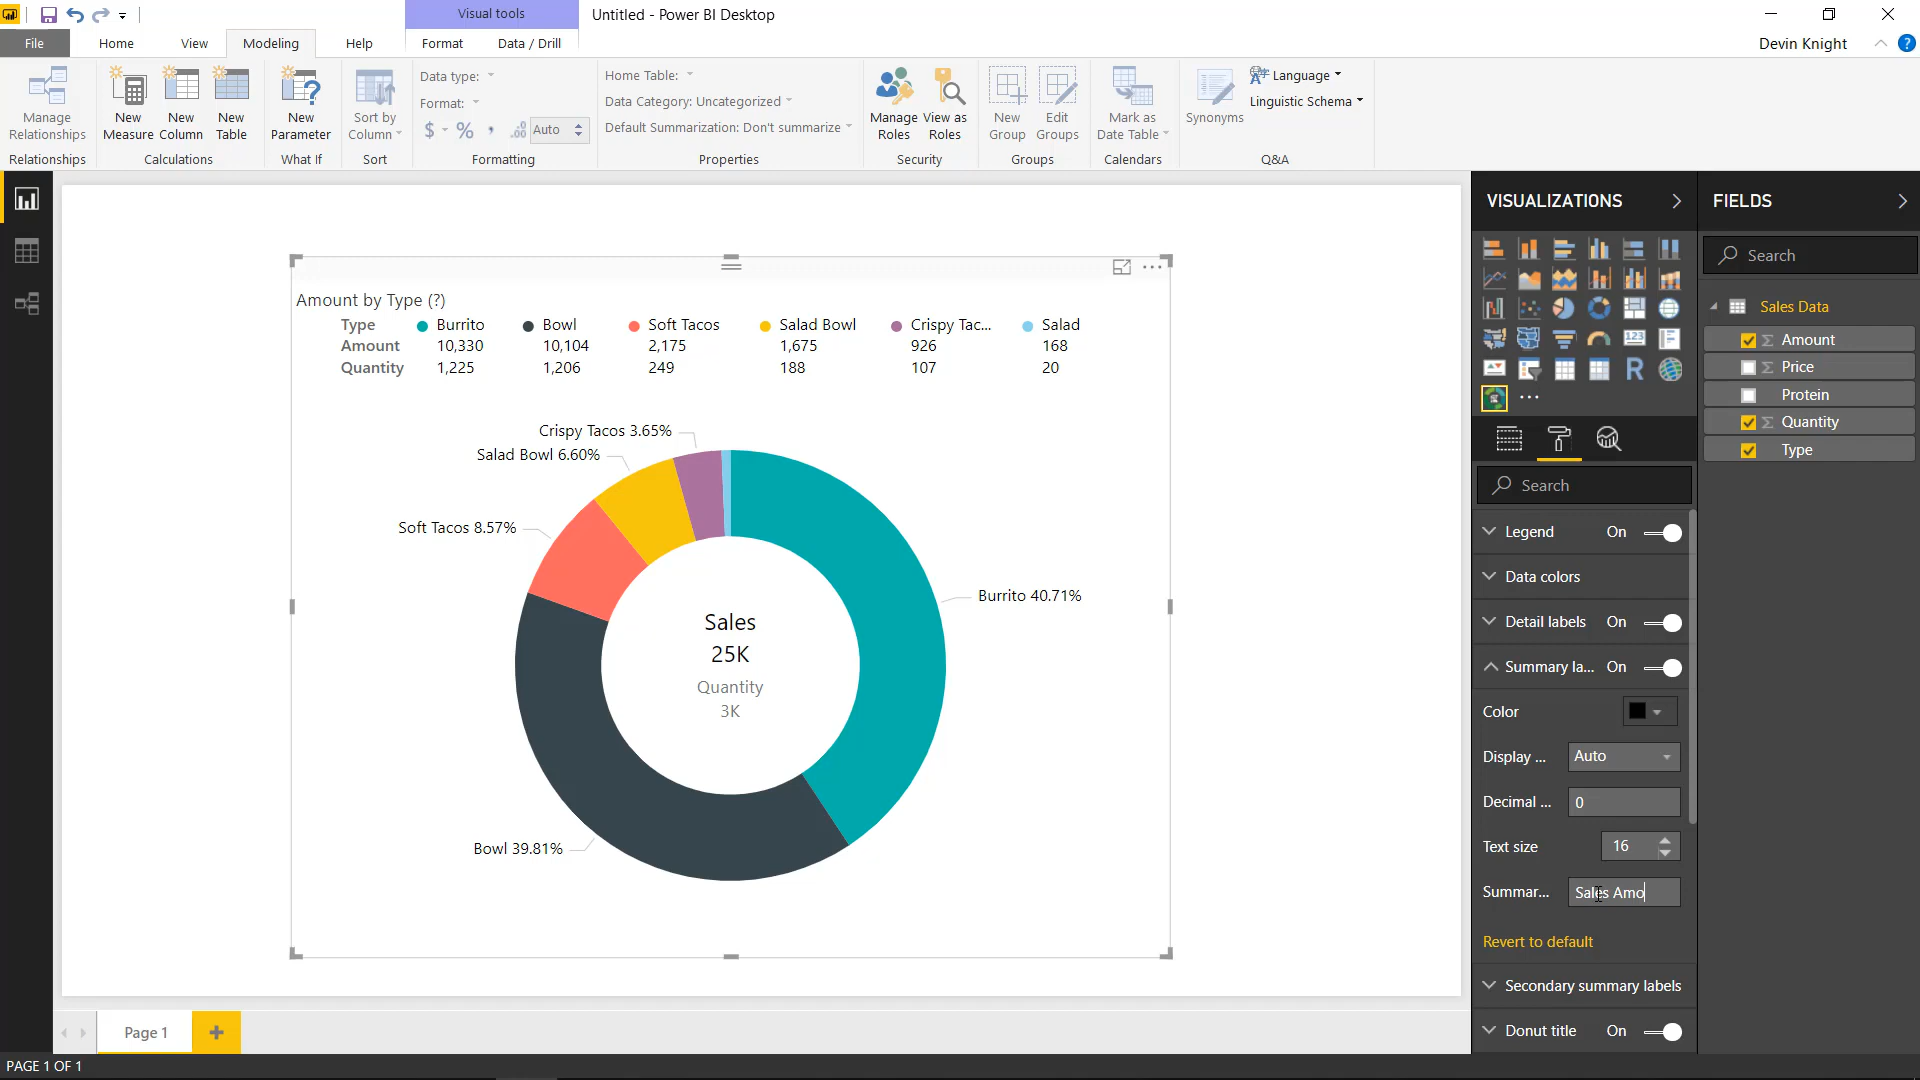 Visual tools
Untitled - Power BI Desktop
File
Home
View
Modeling
Help
Format
Data / Drill
Devin Knight
?
Manage Relationships
New Measure
New Column
New Table
New Parameter
Sort by Column
Data type:
Format:
$ % , .00 Auto
Home Table:
Data Category: Uncategorized
Default Summarization: Don't summarize
Manage Roles
View as Roles
New Group
Edit Groups
Mark as Date Table
Synonyms
Language
Linguistic Schema
Relationships
Calculations
What If
Sort
Formatting
Properties
Security
Groups
Calendars
Q&A
Amount by Type (?)
Type Burrito Bowl Soft Tacos Salad Bowl Crispy Tac... Salad
Amount 10,330 10,104 2,175 1,675 926 168
Quantity 1,225 1,206 249 188 107 20
Crispy Tacos 3.65%
Salad Bowl 6.60%
Soft Tacos 8.57%
Burrito 40.71%
Sales
25K
Quantity
3K
Bowl 39.81%
VISUALIZATIONS
123
R
Search
Legend On
Data colors
Detail labels On
Summary la... On
Color
Display ... Auto
Decimal ... 0
Text size 16
Summar... Sales Amo
Revert to default
Secondary summary labels
Donut title On
FIELDS
Search
Sales Data
Σ Amount
Σ Price
Protein
Σ Quantity
Type
Page 1
+
PAGE 1 OF 1